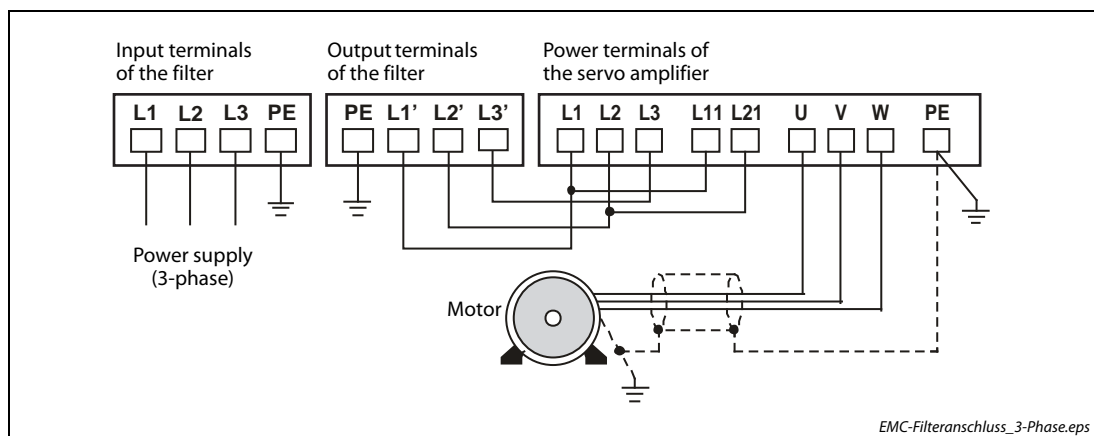 Input terminals
of the filter
Output terminals
of the filter
Power terminals of
the servo amplifier
L1 L2 L3 PE
PE L1’ L2’ L3’
L1 L2 L3 L11 L21 U V W PE
Power supply
(3-phase)
Motor
EMC-Filteranschluss_3-Phase.eps